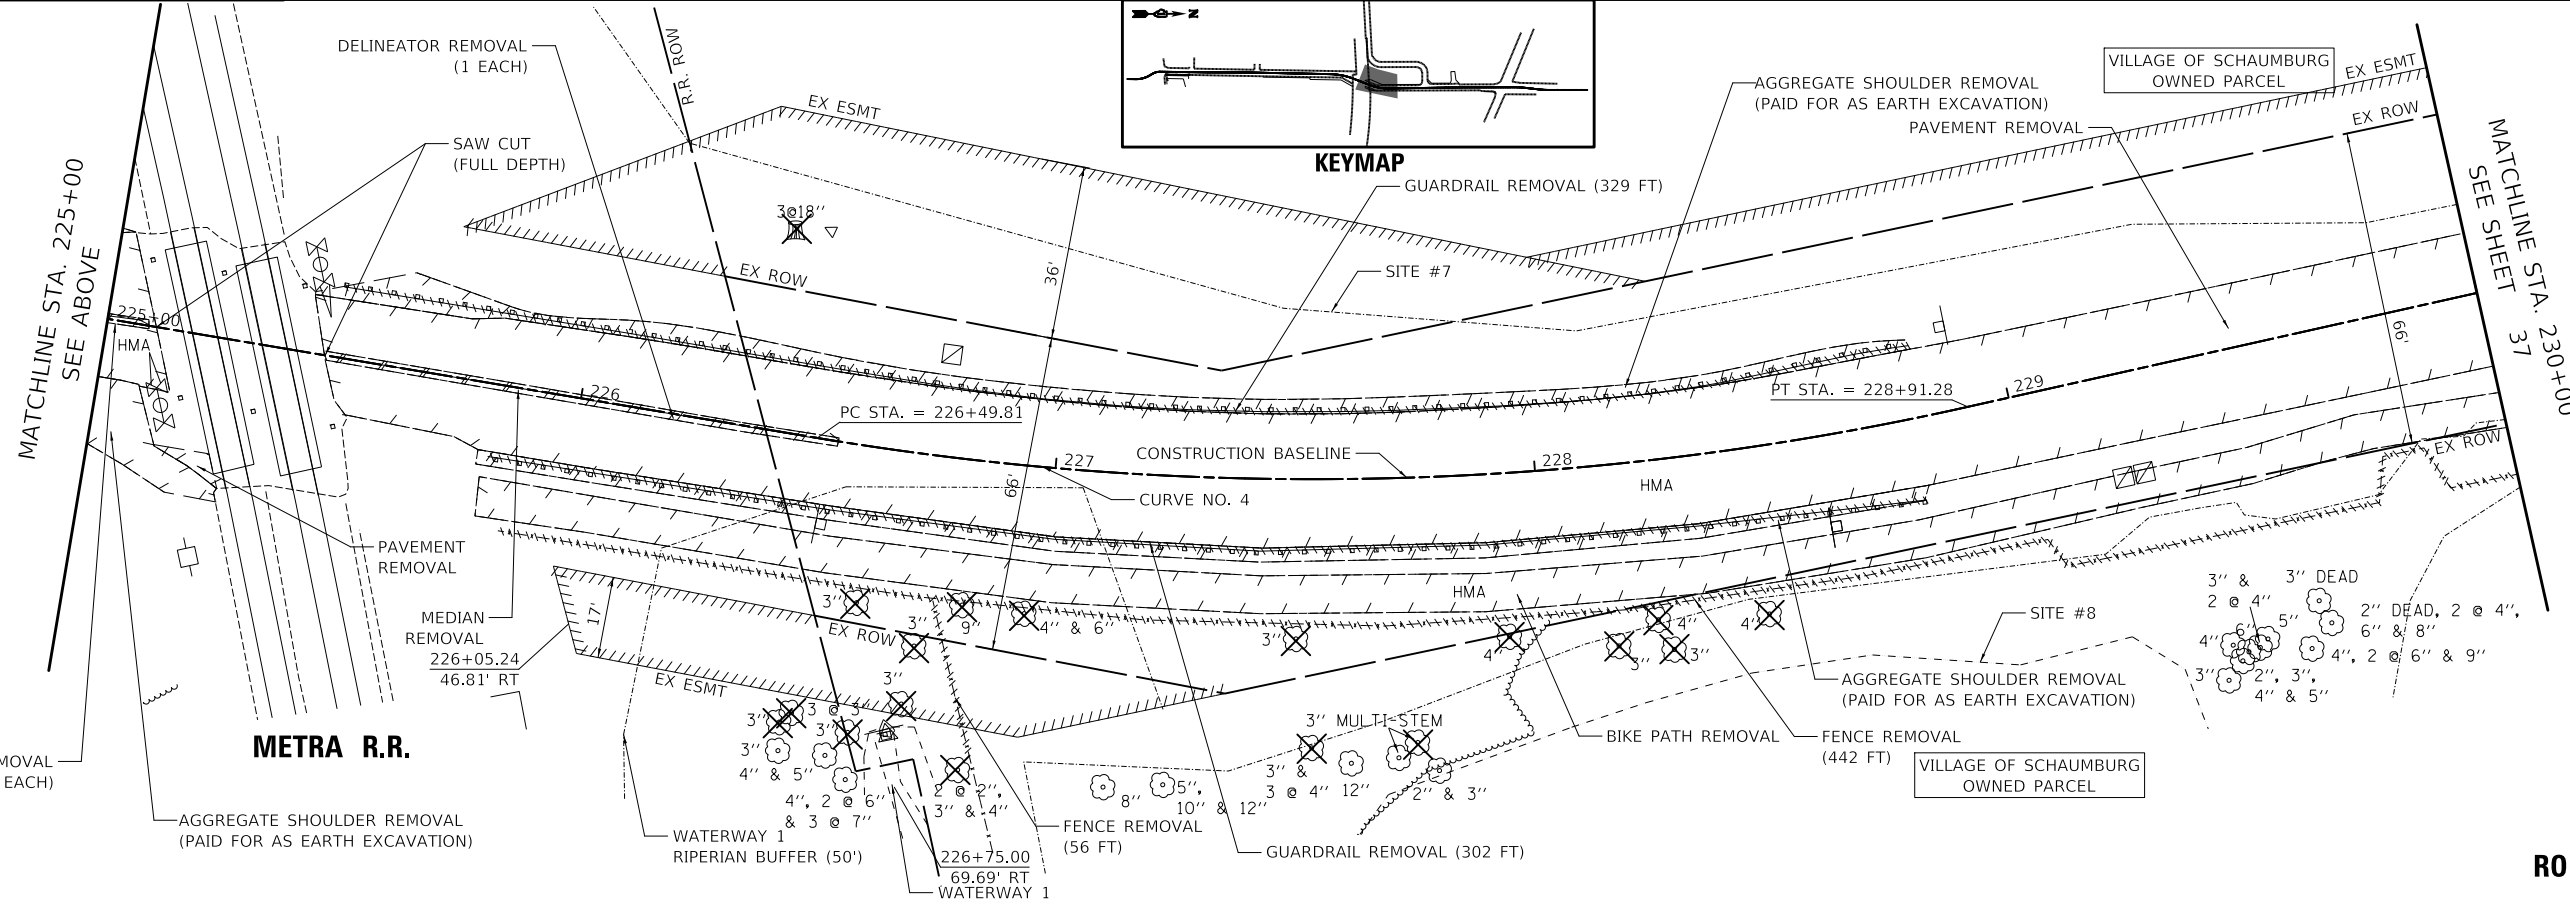 N
KEYMAP
DELINEATOR REMOVAL
(1 EACH)
R.R. ROW
SAW CUT
(FULL DEPTH)
EX ESMT
AGGREGATE SHOULDER REMOVAL
(PAID FOR AS EARTH EXCAVATION)
PAVEMENT REMOVAL
VILLAGE OF SCHAUMBURG
OWNED PARCEL
EX ESMT
EX ROW
MATCHLINE STA. 225+00
SEE ABOVE
MATCHLINE STA. 230+00
SEE SHEET 37
GUARDRAIL REMOVAL (329 FT)
3@18''
EX ROW
36'
SITE #7
225+00
HMA
226
PC STA. = 226+49.81
227
CONSTRUCTION BASELINE
228
PT STA. = 228+91.28
229
66'
66'
CURVE NO. 4
HMA
EX ROW
PAVEMENT
REMOVAL
MEDIAN
REMOVAL
226+05.24
46.81' RT
17'
EX ROW
EX ESMT
3''
3''
9''
4'' & 6''
3''
HMA
4''
4''
3''
3''
4''
SITE #8
3'' &
2 @ 4''
3'' DEAD
5''
6''
4''
2'' DEAD, 2 @ 4'',
6'' & 8''
4'', 2 @ 6'' & 9''
3''
2'', 3'',
4'' & 5''
AGGREGATE SHOULDER REMOVAL
(PAID FOR AS EARTH EXCAVATION)
METRA R.R.
3''
3 @ 3''
3''
3''
3''
4'' & 5''
4'', 2 @ 6''
& 3 @ 7''
2 @ 2'',
3'' & 4''
8''
5'',
10'' & 12''
3'' MULTI-STEM
3'' &
3 @ 4''
12''
2'' & 3''
BIKE PATH REMOVAL
FENCE REMOVAL
(442 FT)
VILLAGE OF SCHAUMBURG
OWNED PARCEL
MOVAL
EACH)
AGGREGATE SHOULDER REMOVAL
(PAID FOR AS EARTH EXCAVATION)
WATERWAY 1
RIPERIAN BUFFER (50')
226+75.00
69.69' RT
WATERWAY 1
FENCE REMOVAL
(56 FT)
GUARDRAIL REMOVAL (302 FT)
RO